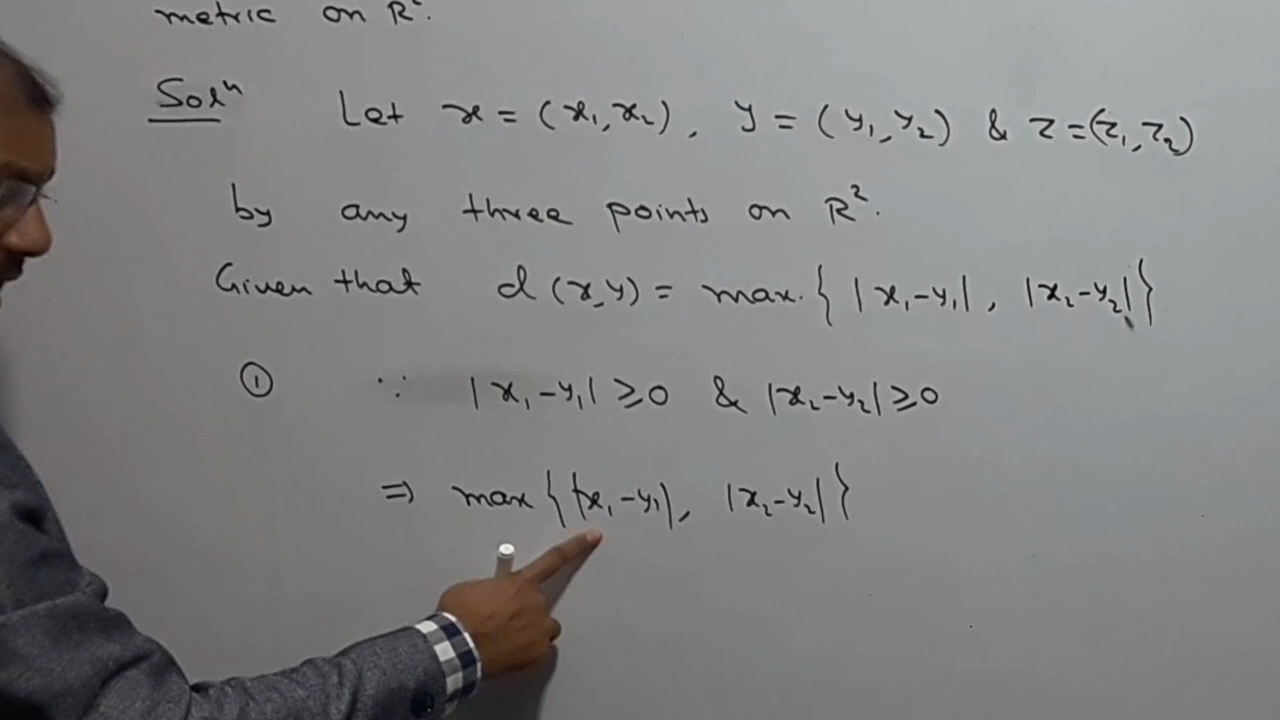 metric on R².
Solⁿ Let x = (x₁, x₂), y = (y₁, y₂) & z = (z₁, z₂)
by any three points on R².
Given that d(x, y) = max. { |x₁-y₁|, |x₂-y₂| }
① ∵ |x₁-y₁| ⩾ 0 & |x₂-y₂| ⩾ 0
⇒ max { |x₁-y₁|, |x₂-y₂| }